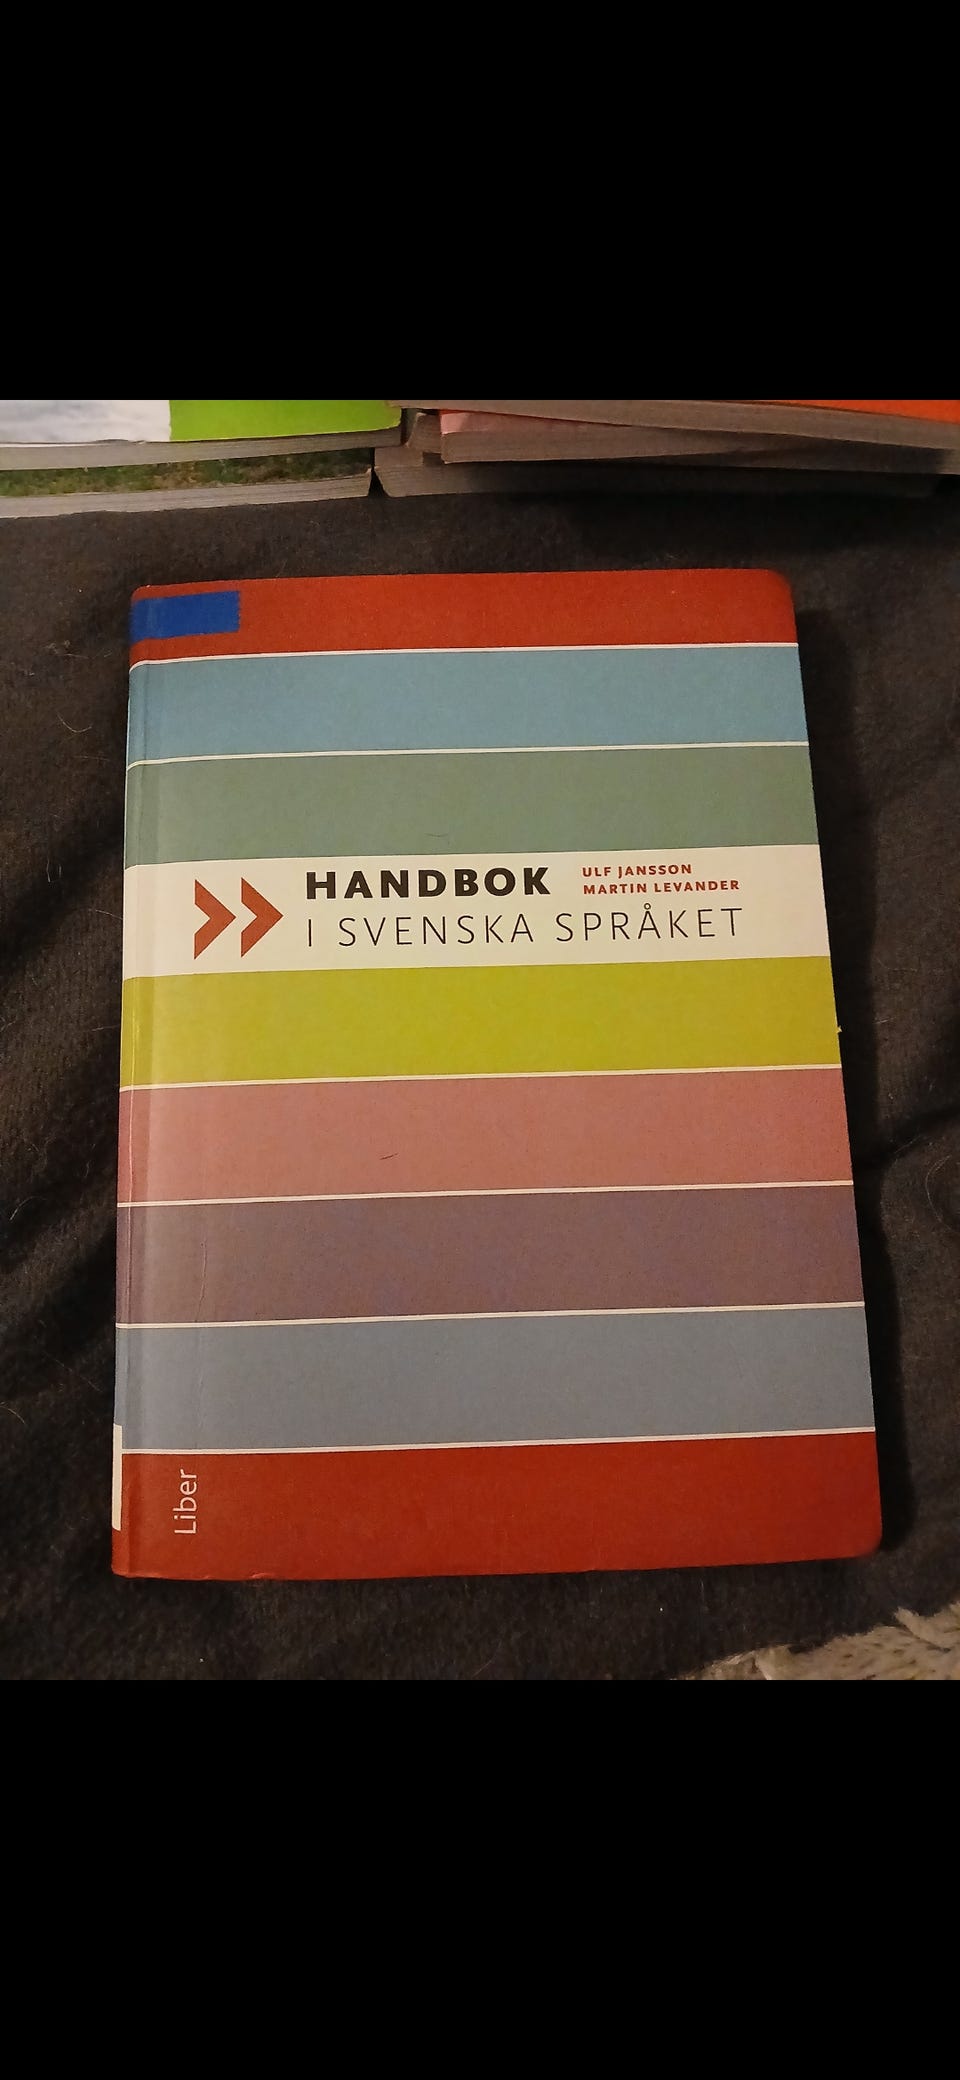 HANDBOK
I SVENSKA SPRÅKET
ULF JANSSON
MARTIN LEVANDER
Liber